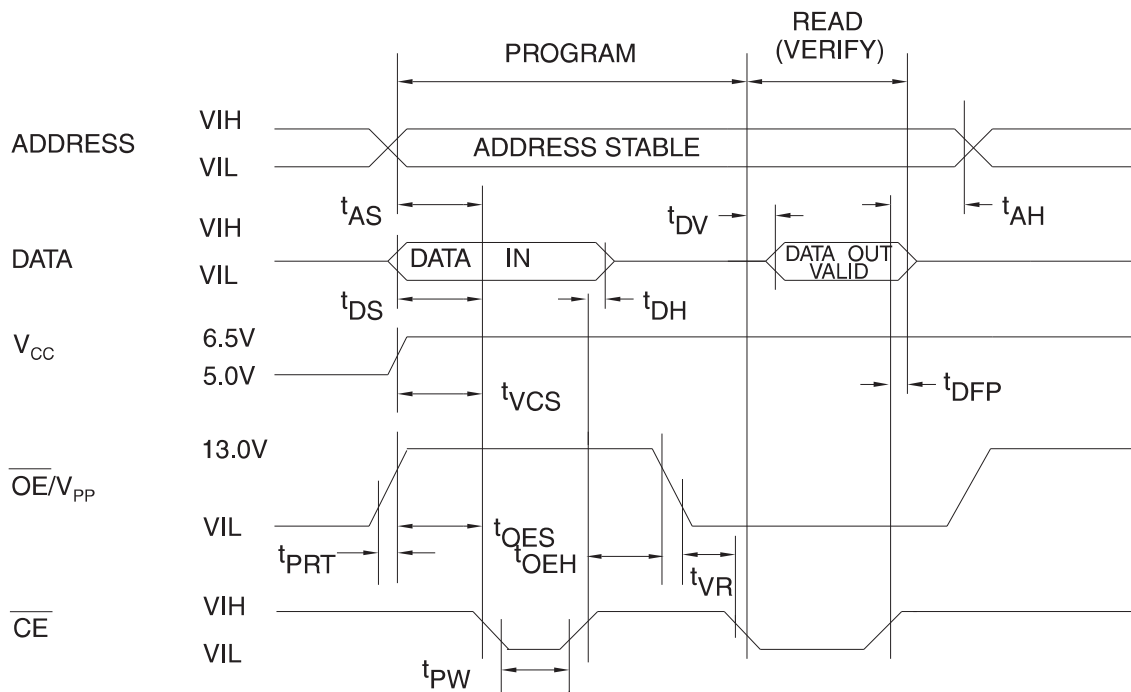 READ
(VERIFY)
PROGRAM
ADDRESS
VIH
VIL
ADDRESS STABLE
tAS
tDV
tAH
DATA
VIH
VIL
DATA IN
DATA OUT
VALID
tDS
tDH
VCC
6.5V
5.0V
tVCS
tDFP
OE/VPP
13.0V
VIL
tPRT
tOES
tOEH
tVR
CE
VIH
VIL
tPW